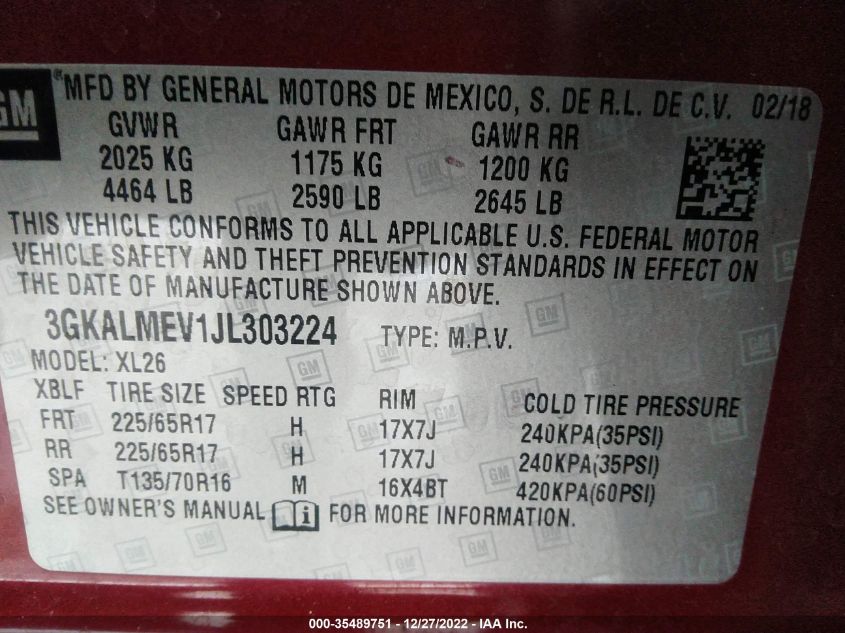 GM
®MFD BY GENERAL MOTORS DE MEXICO, S. DE R.L. DE C.V. 02/18
GVWR GAWR FRT GAWR RR
2025 KG 1175 KG 1200 KG
4464 LB 2590 LB 2645 LB
THIS VEHICLE CONFORMS TO ALL APPLICABLE U.S. FEDERAL MOTOR
VEHICLE SAFETY AND THEFT PREVENTION STANDARDS IN EFFECT ON
THE DATE OF MANUFACTURE SHOWN ABOVE.
3GKALMEV1JL303224 TYPE: M.P.V.
MODEL: XL26
XBLF TIRE SIZE SPEED RTG RIM COLD TIRE PRESSURE
FRT 225/65R17 H 17X7J 240KPA(35PSI)
RR 225/65R17 H 17X7J 240KPA(35PSI)
SPA T135/70R16 M 16X4BT 420KPA(60PSI)
SEE OWNER'S MANUAL i FOR MORE INFORMATION.
000-35489751 - 12/27/2022 - IAA Inc.